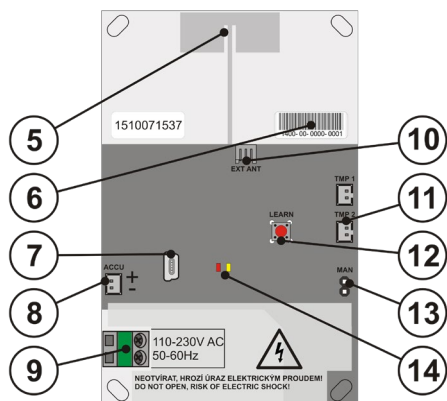 5
1510071537
1400-00-0000-0001
6
EXT ANT
10
TMP 1
11
LEARN
TMP 2
7
12
ACCU
+
-
MAN
8
13
110-230V AC
50-60Hz
9
14
NEOTVÍRAT, HROZÍ ÚRAZ ELEKTRICKÝM PROUDEM!
DO NOT OPEN, RISK OF ELECTRIC SHOCK!